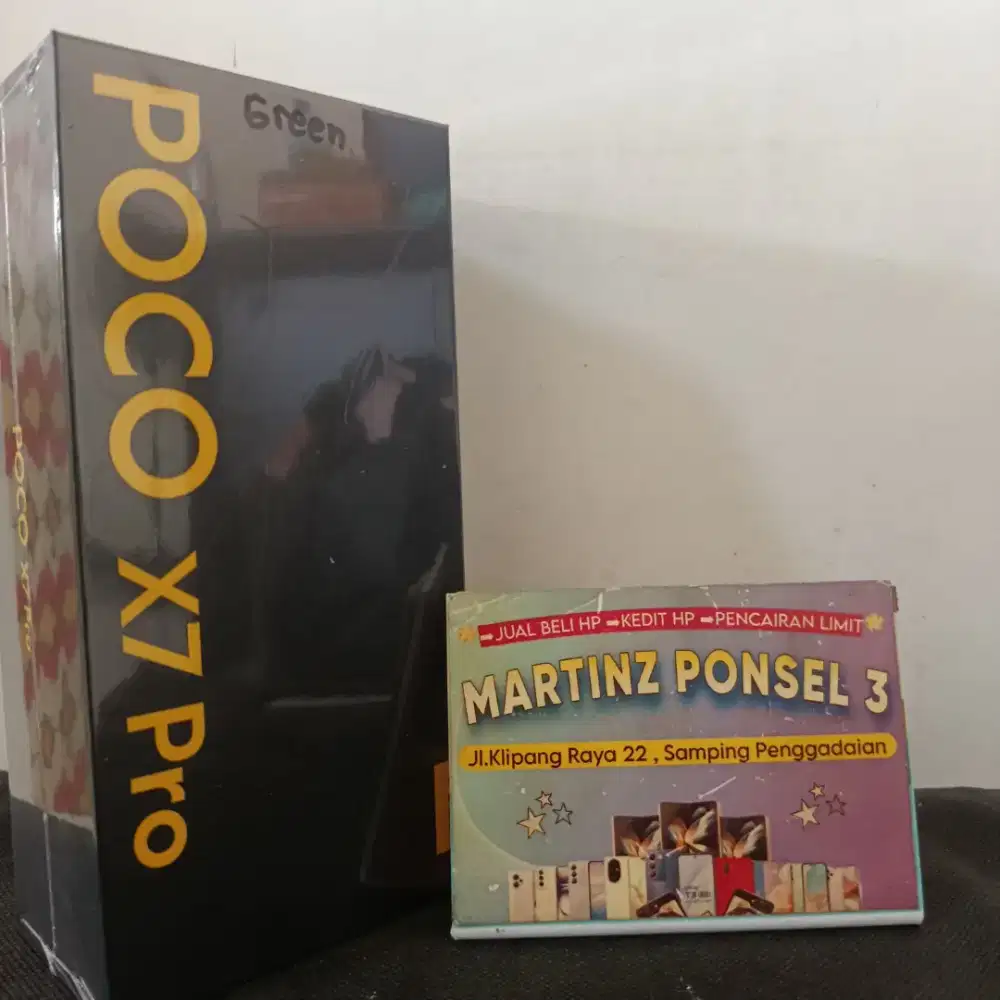 POCO X7 Pro
Green
POCO X7 Pro
JUAL BELI HP ➡KEDIT HP ➡PENCAIRAN LIMIT
MARTINZ PONSEL 3
Jl.Klipang Raya 22 , Samping Penggadaian